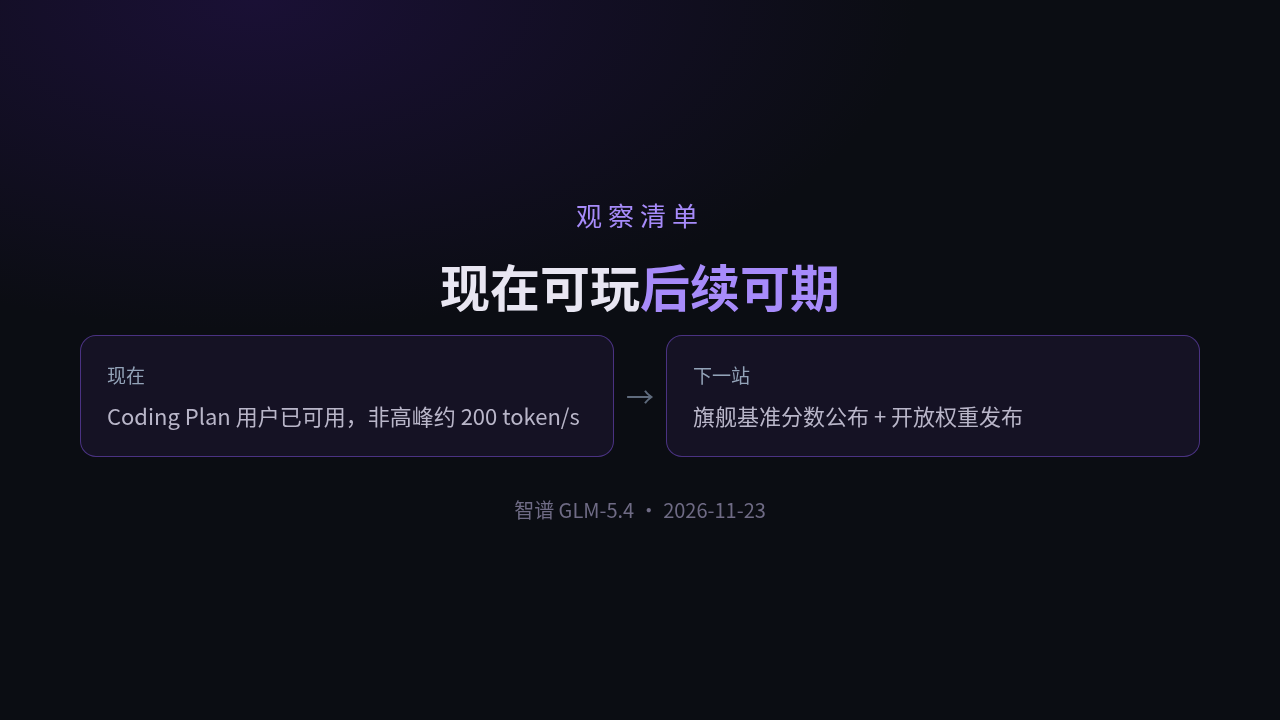 观察清单
现在可玩后续可期
现在
Coding Plan 用户已可用，非高峰约 200 token/s
→
下一站
旗舰基准分数公布 + 开放权重发布
智谱 GLM-5.4 · 2026-11-23